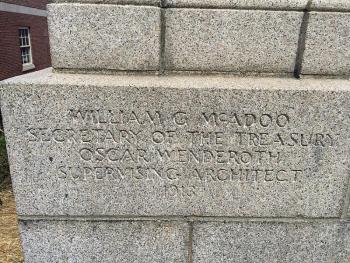 WILLIAM G McADOO
SECRETARY OF THE TREASURY
OSCAR WENDEROTH
SUPERVISING ARCHITECT
1913